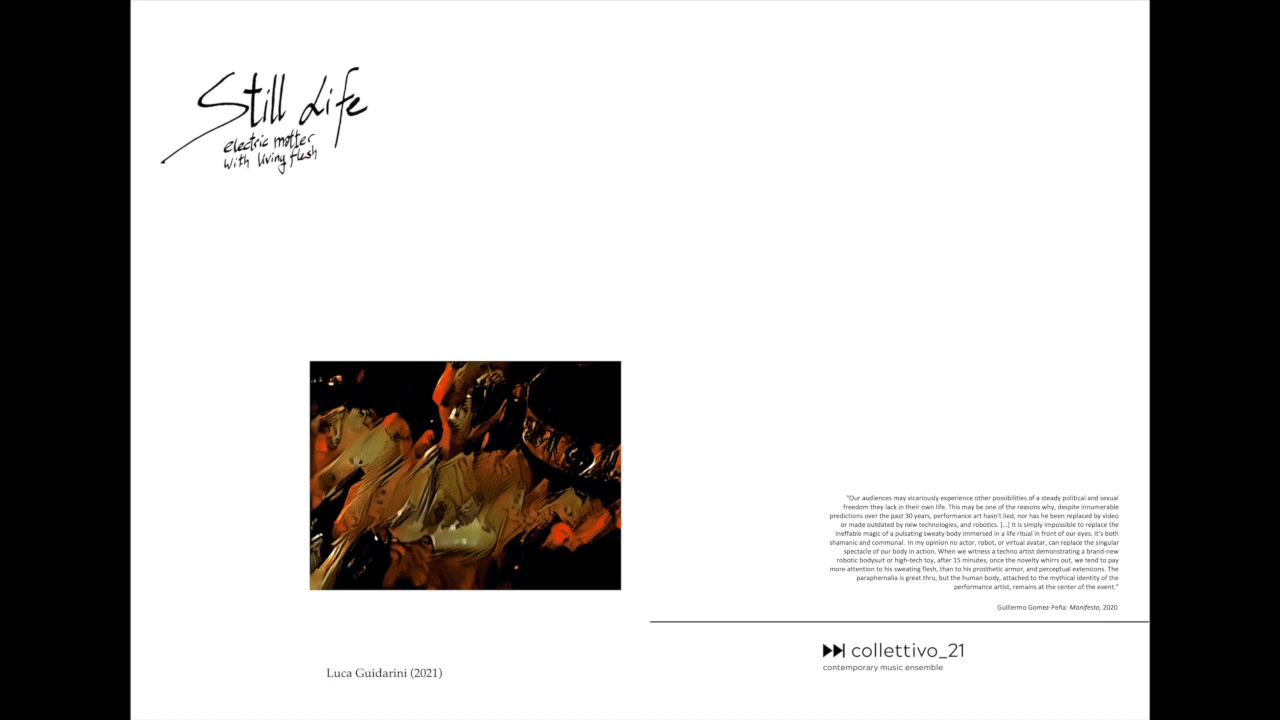 Still Life
electric matter
with living flesh
"Our audiences may vicariously experience other possibilities of a steady political and sexual
freedom they lack in their own life. This may be one of the reasons why, despite innumerable
predictions over the past 30 years, performance art hasn't lied, nor has he been replaced by video
or made outdated by new technologies, and robotics. [...] It is simply impossible to replace the
ineffable magic of a pulsating sweaty body immersed in a life ritual in front of our eyes. It's both
shamanic and communal. In my opinion no actor, robot, or virtual avatar, can replace the singular
spectacle of our body in action. When we witness a techno artist demonstrating a brand-new
robotic bodysuit or high-tech toy, after 15 minutes, once the novelty whirrs out, we tend to pay
more attention to his sweating flesh, than to his prosthetic armor, and perceptual extensions. The
paraphernalia is great thru, but the human body, attached to the mythical identity of the
performance artist, remains at the center of the event."
Guillermo Gomez-Peña: Manifesto, 2020
collettivo_21
contemporary music ensemble
Luca Guidarini (2021)